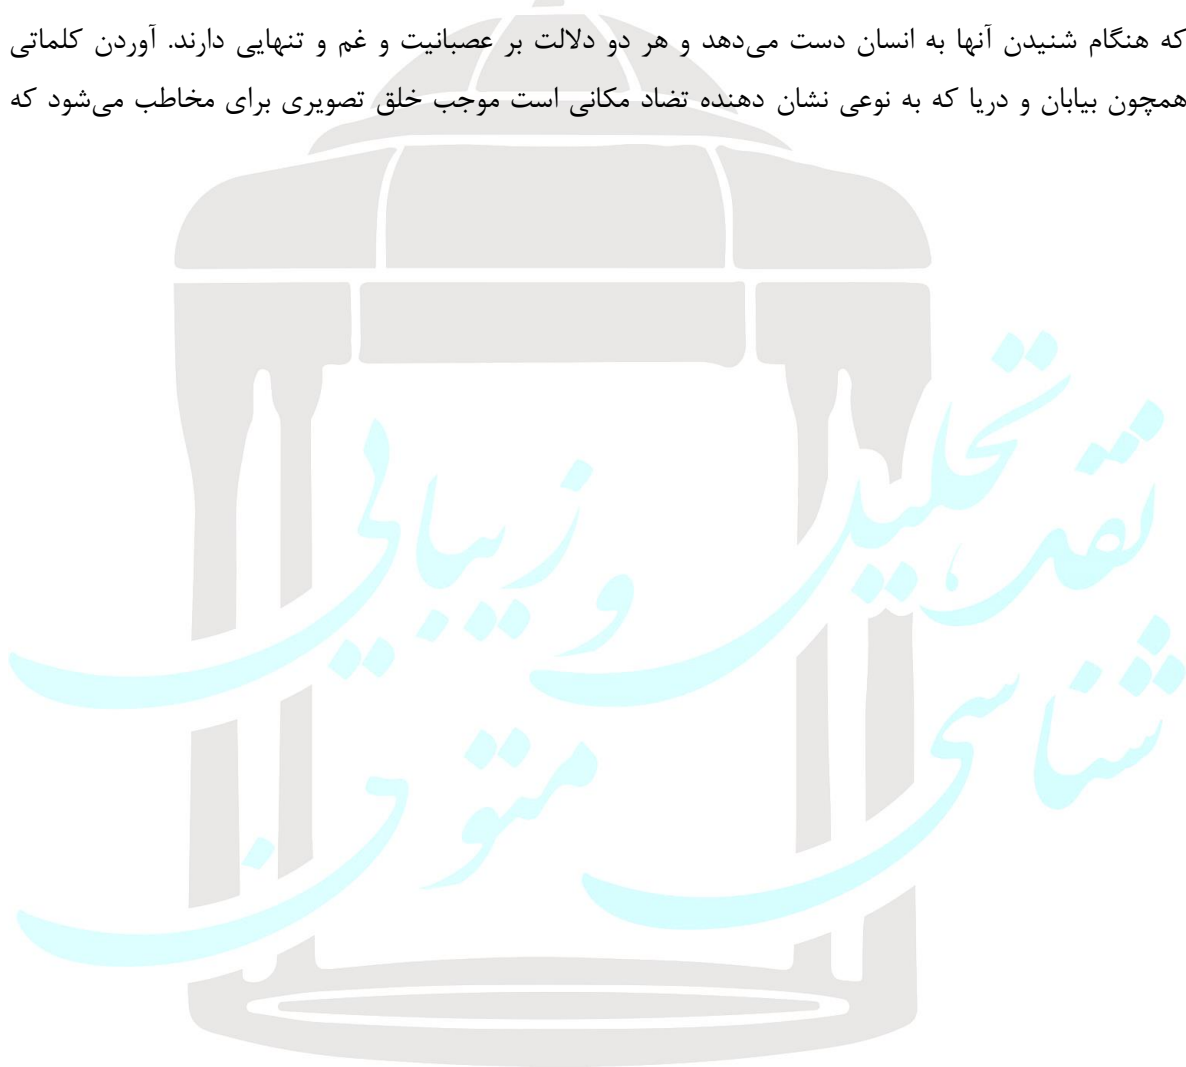 که هنگام شنیدن آنها به انسان دست می‌دهد و هر دو دلالت بر عصبانیت و غم و تنهایی دارند. آوردن کلماتی
همچون بیابان و دریا که به نوعی نشان دهنده تضاد مکانی است موجب خلق تصویری برای مخاطب می‌شود که
نقد، تحلیل و زیبایی
شناسی متون